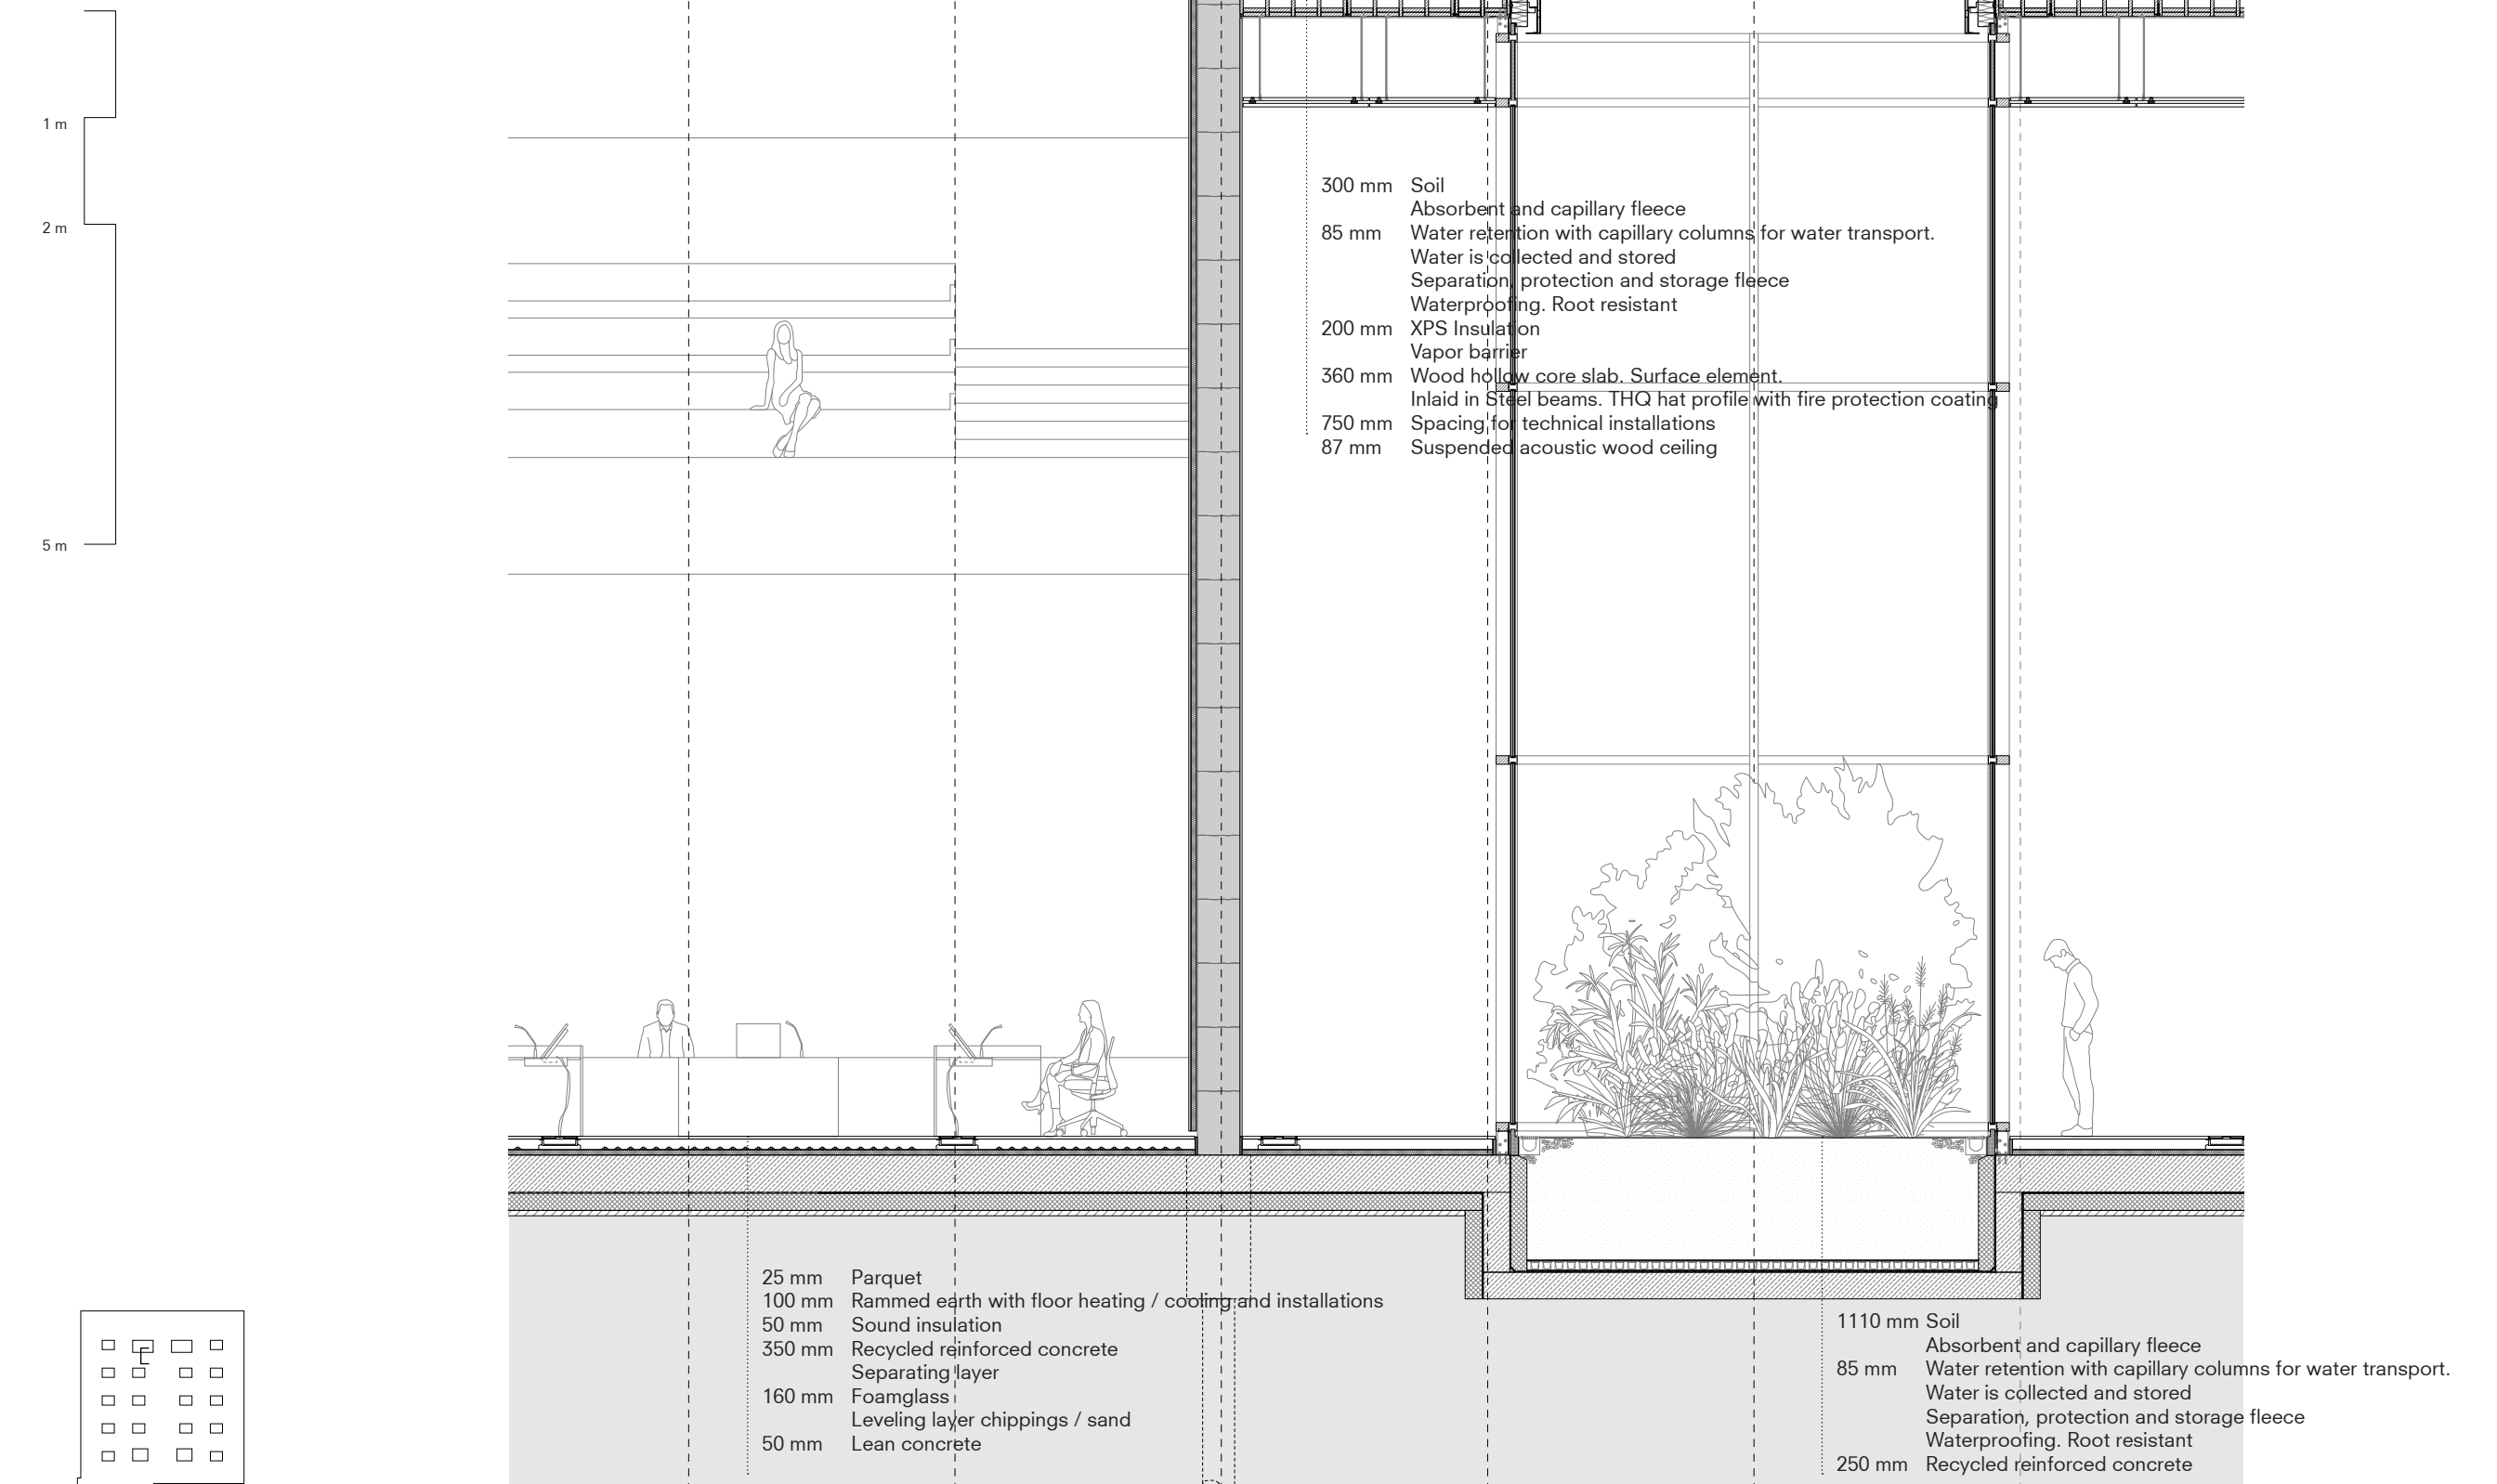 1 m
2 m
5 m
300 mm Soil
Absorbent and capillary fleece
85 mm Water retention with capillary columns for water transport.
Water is collected and stored
Separation, protection and storage fleece
Waterproofing. Root resistant
200 mm XPS Insulation
Vapor barrier
360 mm Wood hollow core slab. Surface element.
Inlaid in Steel beams. THQ hat profile with fire protection coating
750 mm Spacing for technical installations
87 mm Suspended acoustic wood ceiling
25 mm Parquet
100 mm Rammed earth with floor heating / cooling and installations
50 mm Sound insulation
350 mm Recycled reinforced concrete
Separating layer
160 mm Foamglass
Leveling layer chippings / sand
50 mm Lean concrete
1110 mm Soil
Absorbent and capillary fleece
85 mm Water retention with capillary columns for water transport.
Water is collected and stored
Separation, protection and storage fleece
Waterproofing. Root resistant
250 mm Recycled reinforced concrete